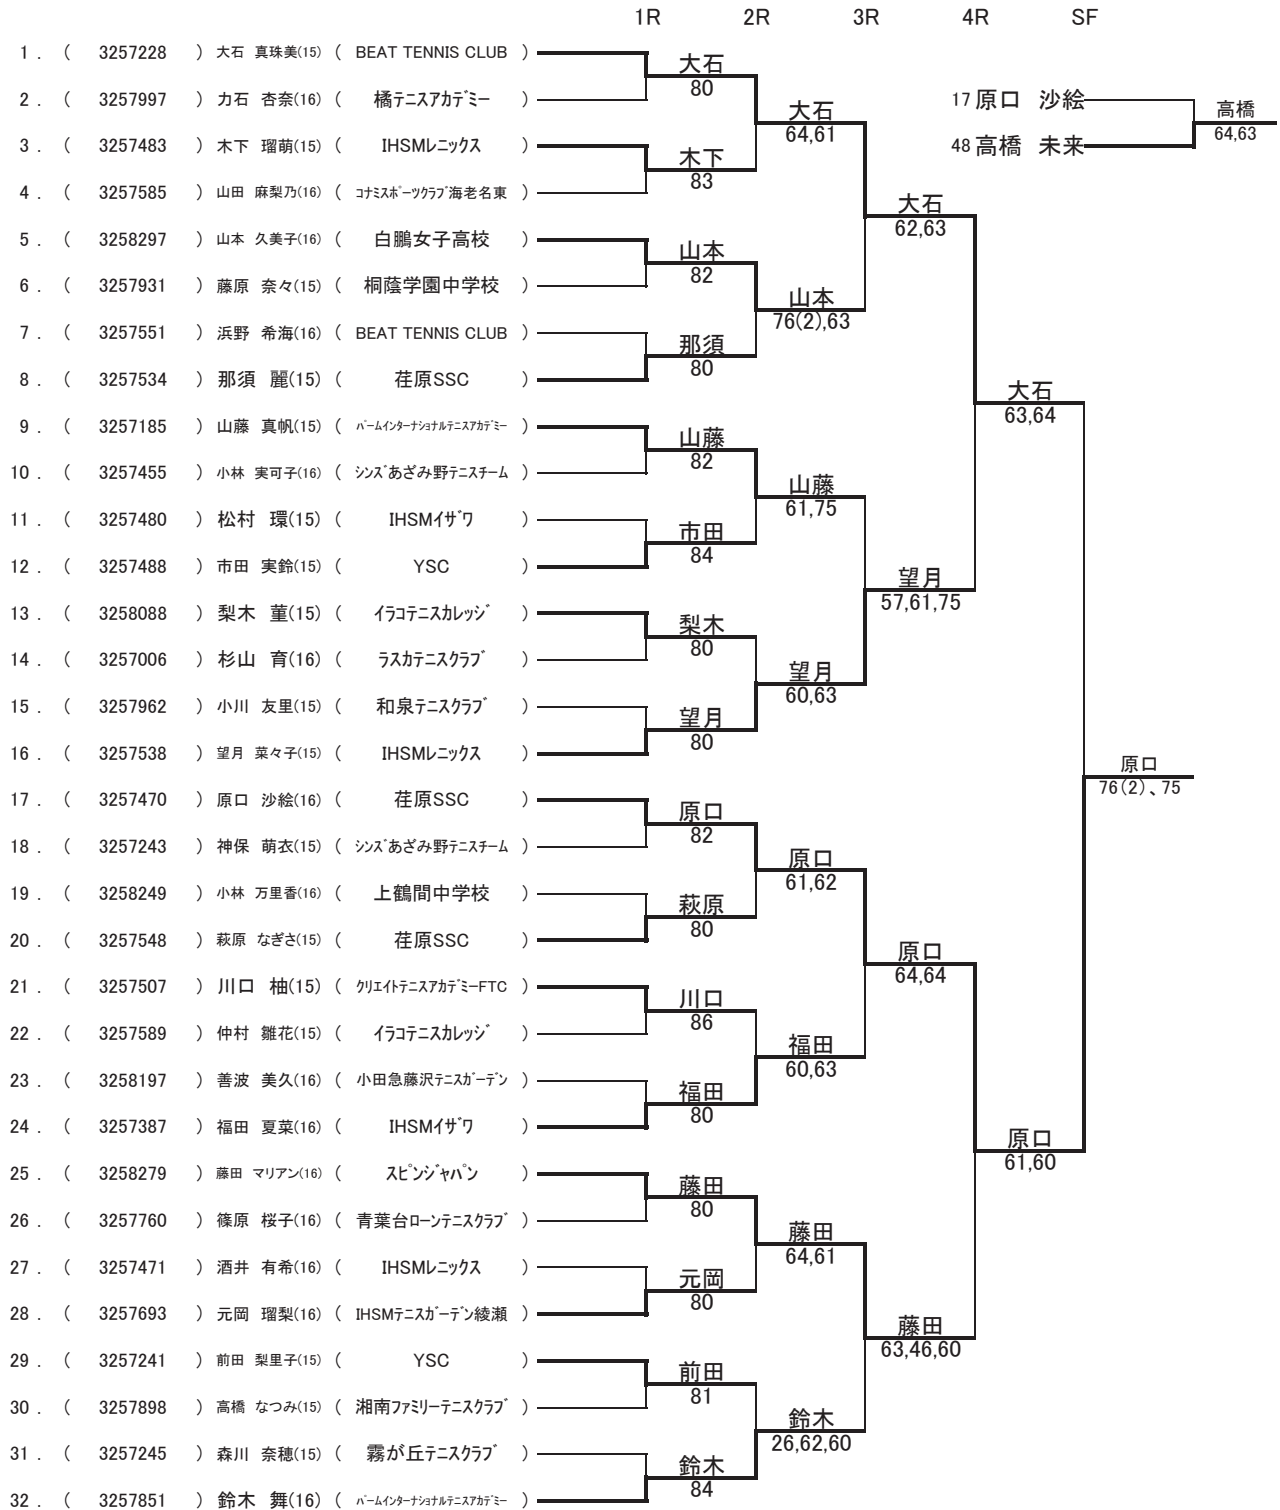 1R 2R 3R 4R SF
1 . ( 3257228 ) 大石 真珠美(15) ( BEAT TENNIS CLUB )
大石
80
2 . ( 3257997 ) 力石 杏奈(16) ( 橘テニスアカデミー )
17 原口 沙絵
高橋
64,63
大石
64,61
3 . ( 3257483 ) 木下 瑠萌(15) ( IHSMレニックス )
48 高橋 未来
木下
83
4 . ( 3257585 ) 山田 麻梨乃(16) ( コナミスポーツクラブ海老名東 )
大石
62,63
5 . ( 3258297 ) 山本 久美子(16) ( 白鵬女子高校 )
山本
82
6 . ( 3257931 ) 藤原 奈々(15) ( 桐蔭学園中学校 )
山本
76(2),63
7 . ( 3257551 ) 浜野 希海(16) ( BEAT TENNIS CLUB )
那須
80
8 . ( 3257534 ) 那須 麗(15) ( 荏原SSC )
大石
63,64
9 . ( 3257185 ) 山藤 真帆(15) ( パームインターナショナルテニスアカデミー )
山藤
82
10 . ( 3257455 ) 小林 実可子(16) ( シンズあざみ野テニスチーム )
山藤
61,75
11 . ( 3257480 ) 松村 環(15) ( IHSMイザワ )
市田
84
12 . ( 3257488 ) 市田 実鈴(15) ( YSC )
望月
57,61,75
13 . ( 3258088 ) 梨木 菫(15) ( イラコテニスカレッジ )
梨木
80
14 . ( 3257006 ) 杉山 育(16) ( ラスカテニスクラブ )
望月
60,63
15 . ( 3257962 ) 小川 友里(15) ( 和泉テニスクラブ )
望月
80
16 . ( 3257538 ) 望月 菜々子(15) ( IHSMレニックス )
原口
76(2)、75
17 . ( 3257470 ) 原口 沙絵(16) ( 荏原SSC )
原口
82
18 . ( 3257243 ) 神保 萌衣(15) ( シンズあざみ野テニスチーム )
原口
61,62
19 . ( 3258249 ) 小林 万里香(16) ( 上鶴間中学校 )
萩原
80
20 . ( 3257548 ) 萩原 なぎさ(15) ( 荏原SSC )
原口
64,64
21 . ( 3257507 ) 川口 柚(15) ( クリエイトテニスアカデミーFTC )
川口
86
22 . ( 3257589 ) 仲村 雛花(15) ( イラコテニスカレッジ )
福田
60,63
23 . ( 3258197 ) 善波 美久(16) ( 小田急藤沢テニスガーデン )
福田
80
24 . ( 3257387 ) 福田 夏菜(16) ( IHSMイザワ )
原口
61,60
25 . ( 3258279 ) 藤田 マリアン(16) ( スピンジャパン )
藤田
80
26 . ( 3257760 ) 篠原 桜子(16) ( 青葉台ローンテニスクラブ )
藤田
64,61
27 . ( 3257471 ) 酒井 有希(16) ( IHSMレニックス )
元岡
80
28 . ( 3257693 ) 元岡 瑠梨(16) ( IHSMテニスガーデン綾瀬 )
藤田
63,46,60
29 . ( 3257241 ) 前田 梨里子(15) ( YSC )
前田
81
30 . ( 3257898 ) 高橋 なつみ(15) ( 湘南ファミリーテニスクラブ )
鈴木
26,62,60
31 . ( 3257245 ) 森川 奈穂(15) ( 霧が丘テニスクラブ )
鈴木
84
32 . ( 3257851 ) 鈴木 舞(16) ( パームインターナショナルテニスアカデミー )